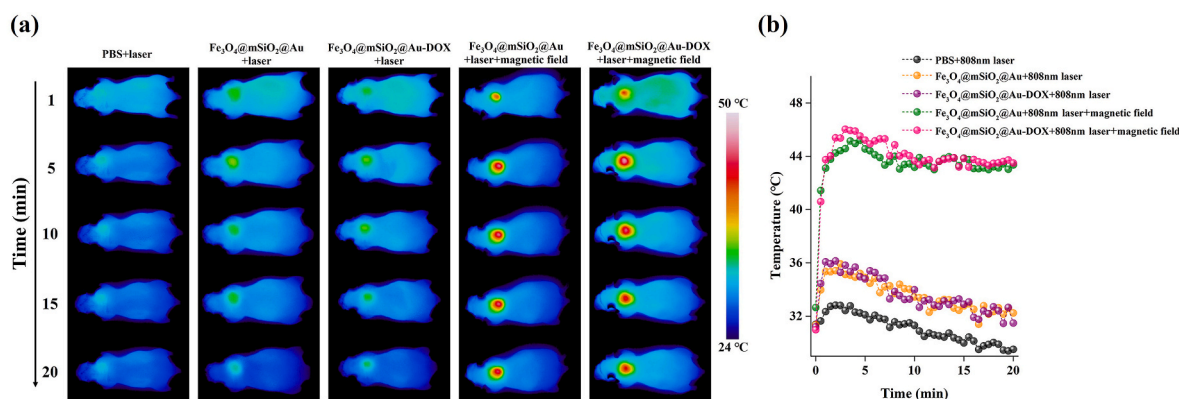 (a)
PBS+laser
Fe₃O₄@mSiO₂@Au
+laser
Fe₃O₄@mSiO₂@Au-DOX
+laser
Fe₃O₄@mSiO₂@Au
+laser+magnetic field
Fe₃O₄@mSiO₂@Au-DOX
+laser+magnetic field
Time (min)
1
5
10
15
20
50 ℃
24 ℃
(b)
PBS+808nm laser
Fe₃O₄@mSiO₂@Au+808nm laser
Fe₃O₄@mSiO₂@Au-DOX+808nm laser
Fe₃O₄@mSiO₂@Au+808nm laser+magnetic field
Fe₃O₄@mSiO₂@Au-DOX+808nm laser+magnetic field
Temperature (℃)
48
44
40
36
32
0
5
10
15
20
Time (min)